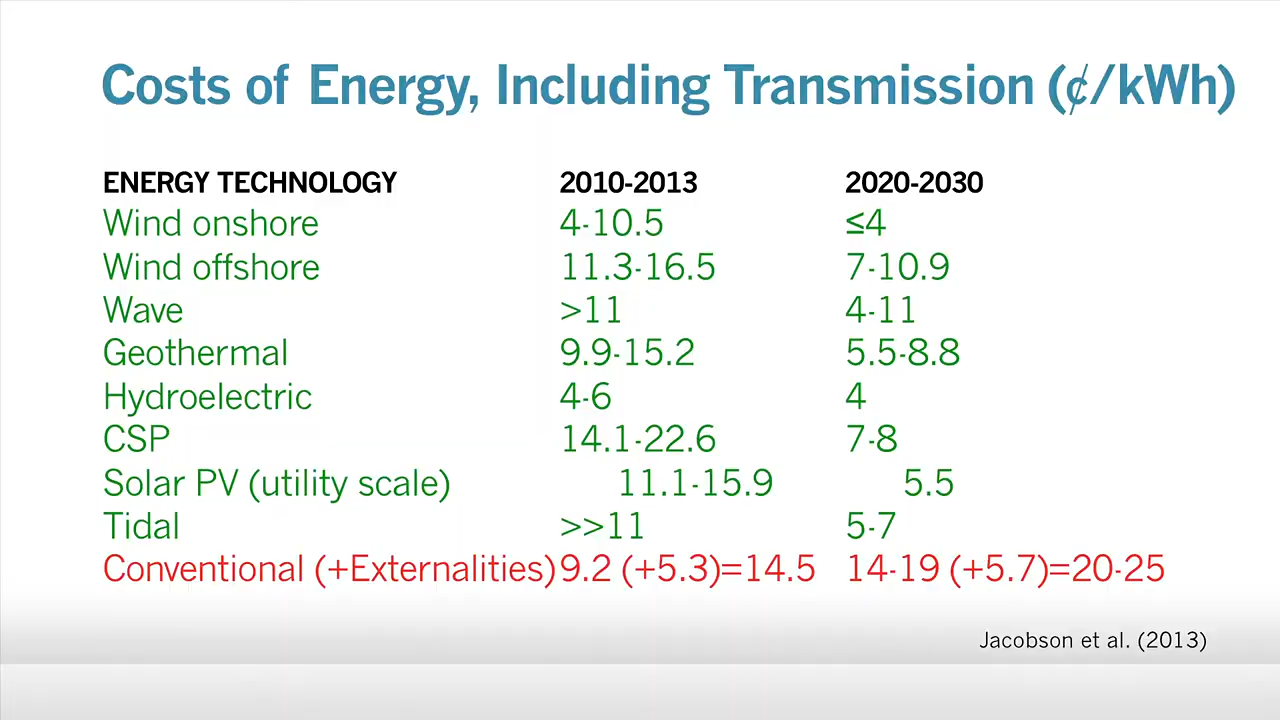 Costs of Energy, Including Transmission (¢/kWh)
ENERGY TECHNOLOGY 2010-2013 2020-2030
Wind onshore 4-10.5 ≤4
Wind offshore 11.3-16.5 7-10.9
Wave >11 4-11
Geothermal 9.9-15.2 5.5-8.8
Hydroelectric 4-6 4
CSP 14.1-22.6 7-8
Solar PV (utility scale) 11.1-15.9 5.5
Tidal >>11 5-7
Conventional (+Externalities) 9.2 (+5.3)=14.5 14-19 (+5.7)=20-25
Jacobson et al. (2013)